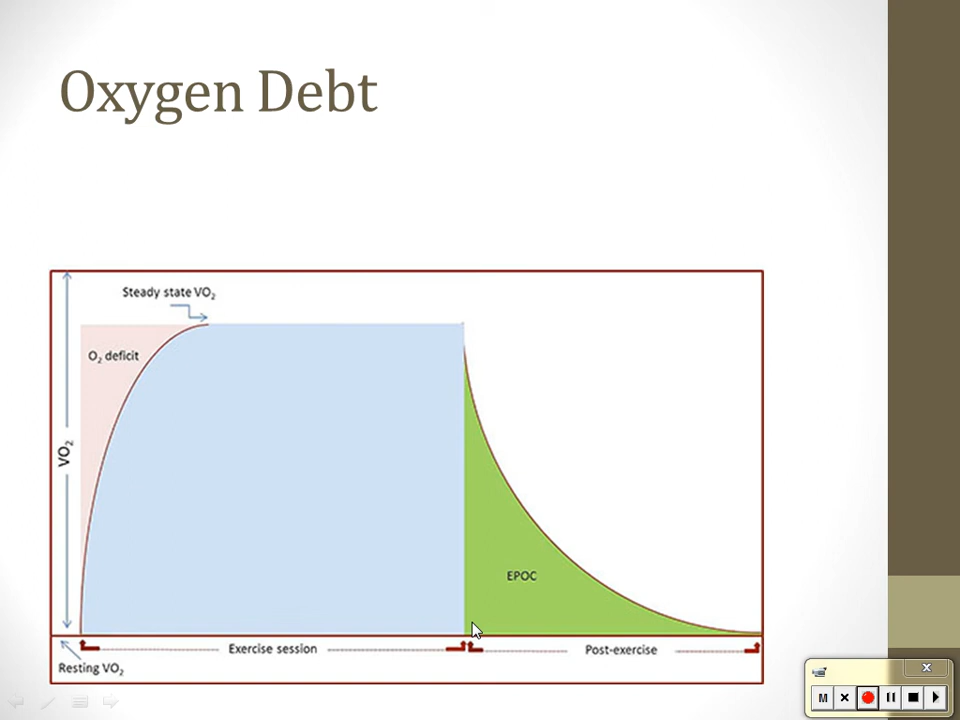 Oxygen Debt
Steady state VO₂
O₂ deficit
VO₂
EPOC
Exercise session
Post-exercise
Resting VO₂
M
x